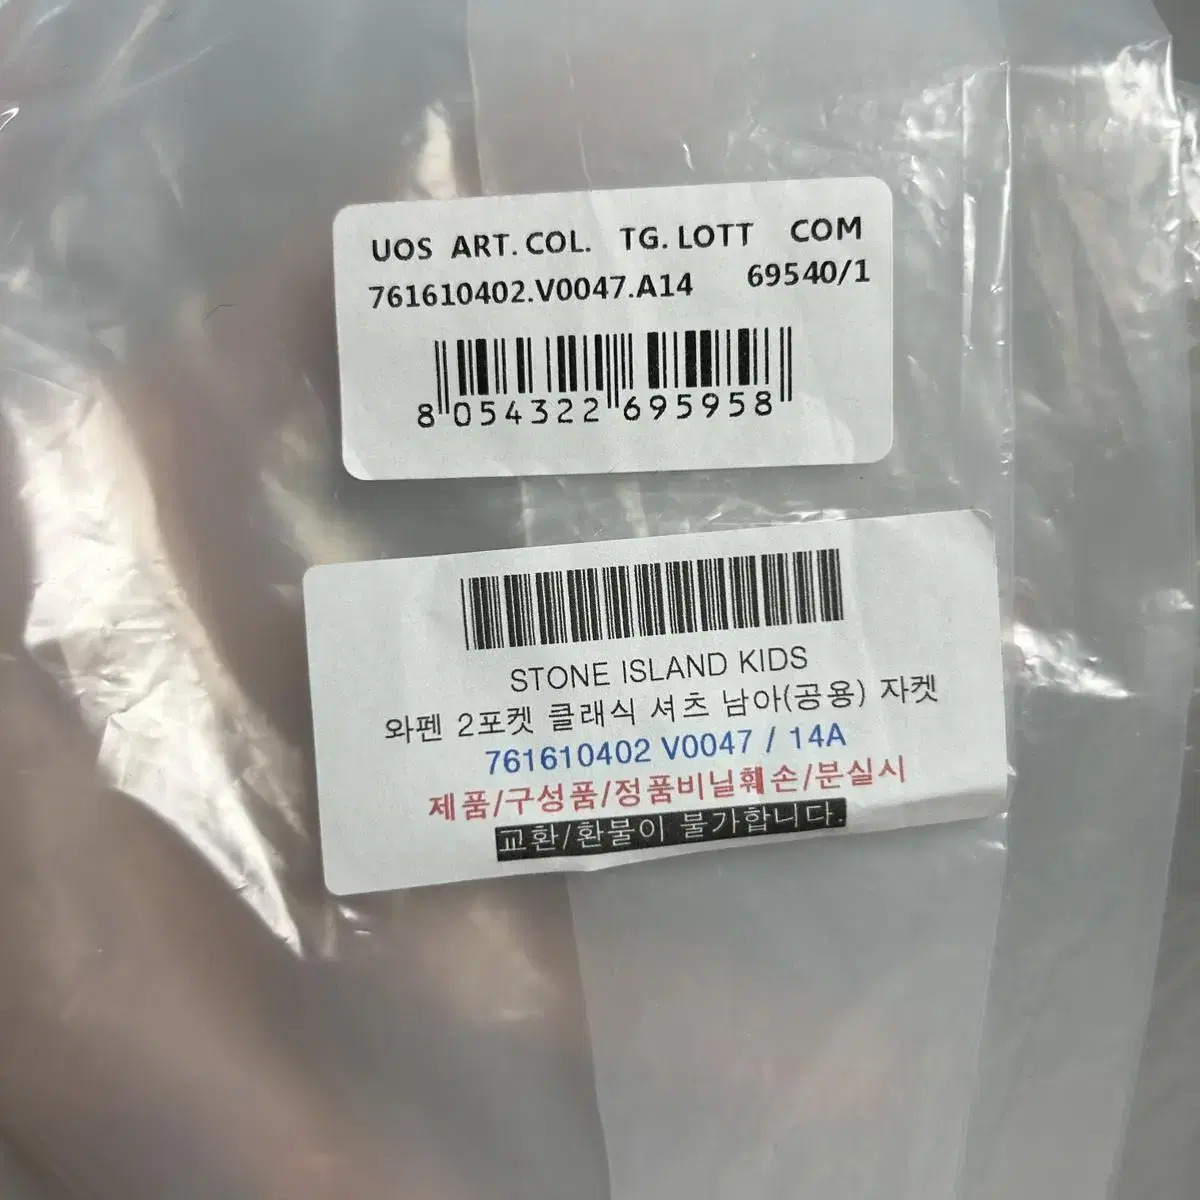 UOS ART. COL. TG. LOTT COM
761610402.V0047.A14 69540/1
8 054322 695958
STONE ISLAND KIDS
와펜 2포켓 클래식 셔츠 남아(공용) 자켓
761610402 V0047 / 14A
제품/구성품/정품비닐훼손/분실시
교환/환불이 불가합니다.